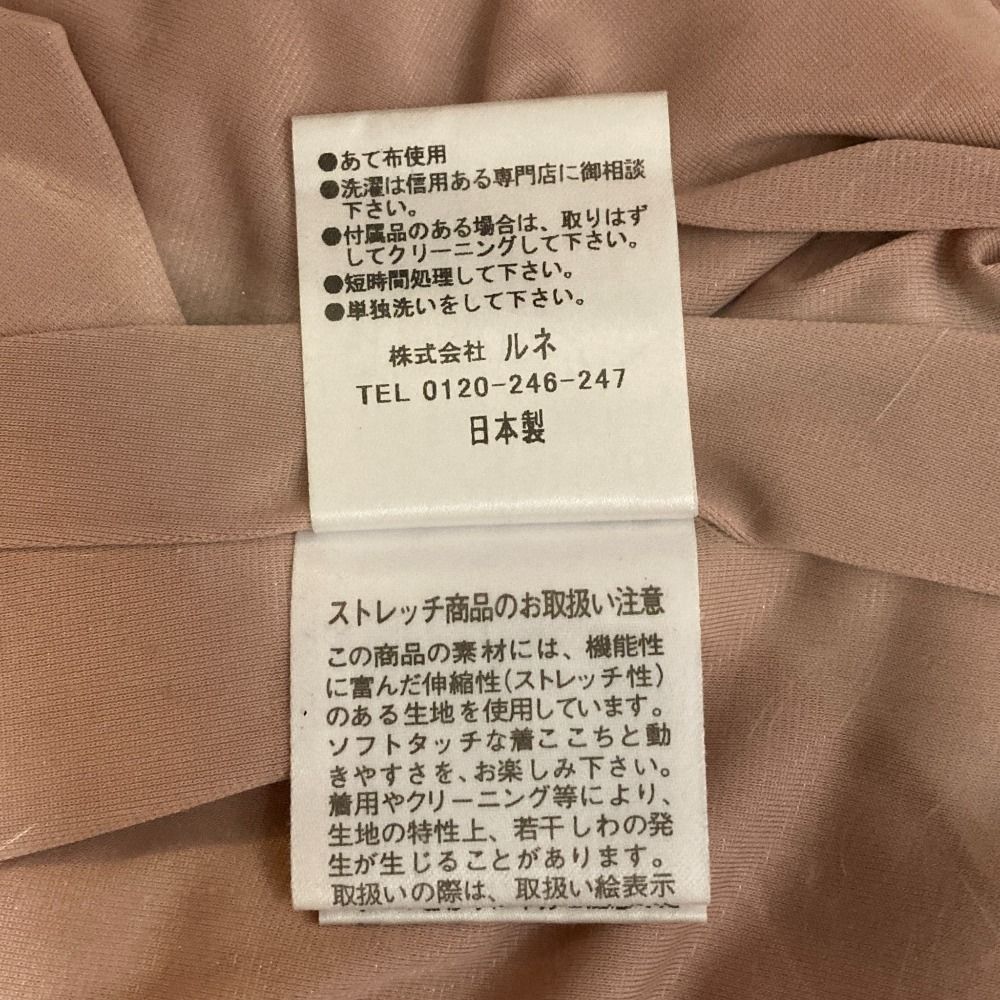 ●あて布使用
●洗濯は信用ある専門店に御相談
下さい。
●付属品のある場合は、取りはず
してクリーニングして下さい。
●短時間処理して下さい。
●単独洗いをして下さい。
株式会社 ルネ
TEL 0120-246-247
日本製
ストレッチ商品のお取扱い注意
この商品の素材には、機能性
に富んだ伸縮性(ストレッチ性)
のある生地を使用しています。
ソフトタッチな着ごこちと動
きやすさを、お楽しみ下さい。
着用やクリーニング等により、
生地の特性上、若干しわの発
生が生じることがあります。
取扱いの際は、取扱い絵表示